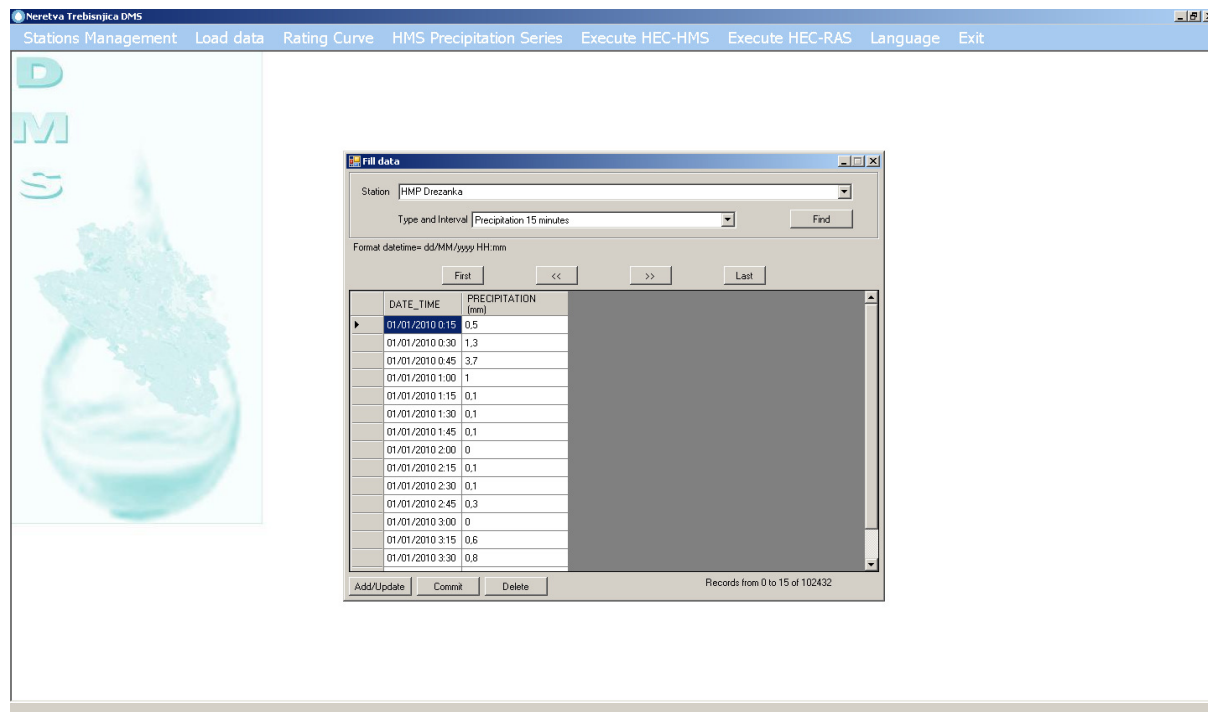 Neretva Trebisnjica DMS
Stations Management Load data Rating Curve HMS Precipitation Series Execute HEC-HMS Execute HEC-RAS Language Exit
D
M
S
Fill data
Station HMP Drezanka
Type and Interval Precipitation 15 minutes Find
Format datetime= dd/MM/yyyy HH:mm
First << >> Last
DATE_TIME PRECIPITATION
(mm)
01/01/2010 0:15 0,5
01/01/2010 0:30 1,3
01/01/2010 0:45 3,7
01/01/2010 1:00 1
01/01/2010 1:15 0,1
01/01/2010 1:30 0,1
01/01/2010 1:45 0,1
01/01/2010 2:00 0
01/01/2010 2:15 0,1
01/01/2010 2:30 0,1
01/01/2010 2:45 0,3
01/01/2010 3:00 0
01/01/2010 3:15 0,6
01/01/2010 3:30 0,8
Add/Update Commit Delete Records from 0 to 15 of 102432